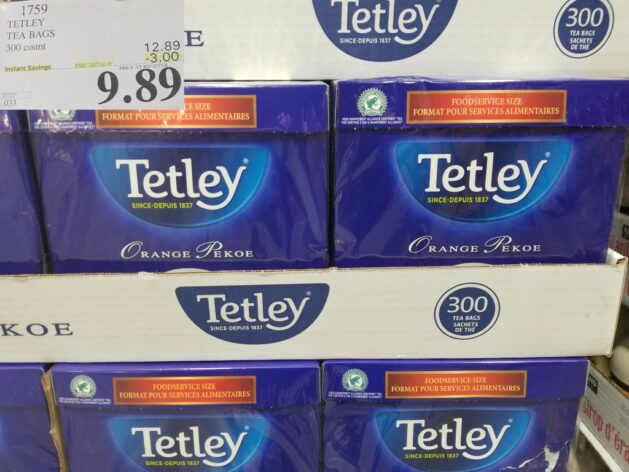 1759
TETLEY
TEA BAGS
300 count
12.89
Instant Savings
-3.00
9.89
.033
E
Tetley
SINCE·DEPUIS 1837
300
TEA BAGS
SACHETS
DE THÉ
FOODSERVICE SIZE
FORMAT POUR SERVICES ALIMENTAIRES
Tetley
SINCE·DEPUIS 1837
ORANGE PEKOE
FOODSERVICE SIZE
FORMAT POUR SERVICES ALIMENTAIRES
Tetley
SINCE·DEPUIS 1837
ORANGE PEKOE
KOE
Tetley
SINCE·DEPUIS 1837
300
TEA BAGS
SACHETS
DE THÉ
FOODSERVICE SIZE
FORMAT POUR SERVICES ALIMENTAIRES
Tetley
SINCE·DEPUIS 1837
FOODSERVICE SIZE
FORMAT POUR SERVICES ALIMENTAIRES
Tetley
SINCE·DEPUIS 1837
sirop d'éra